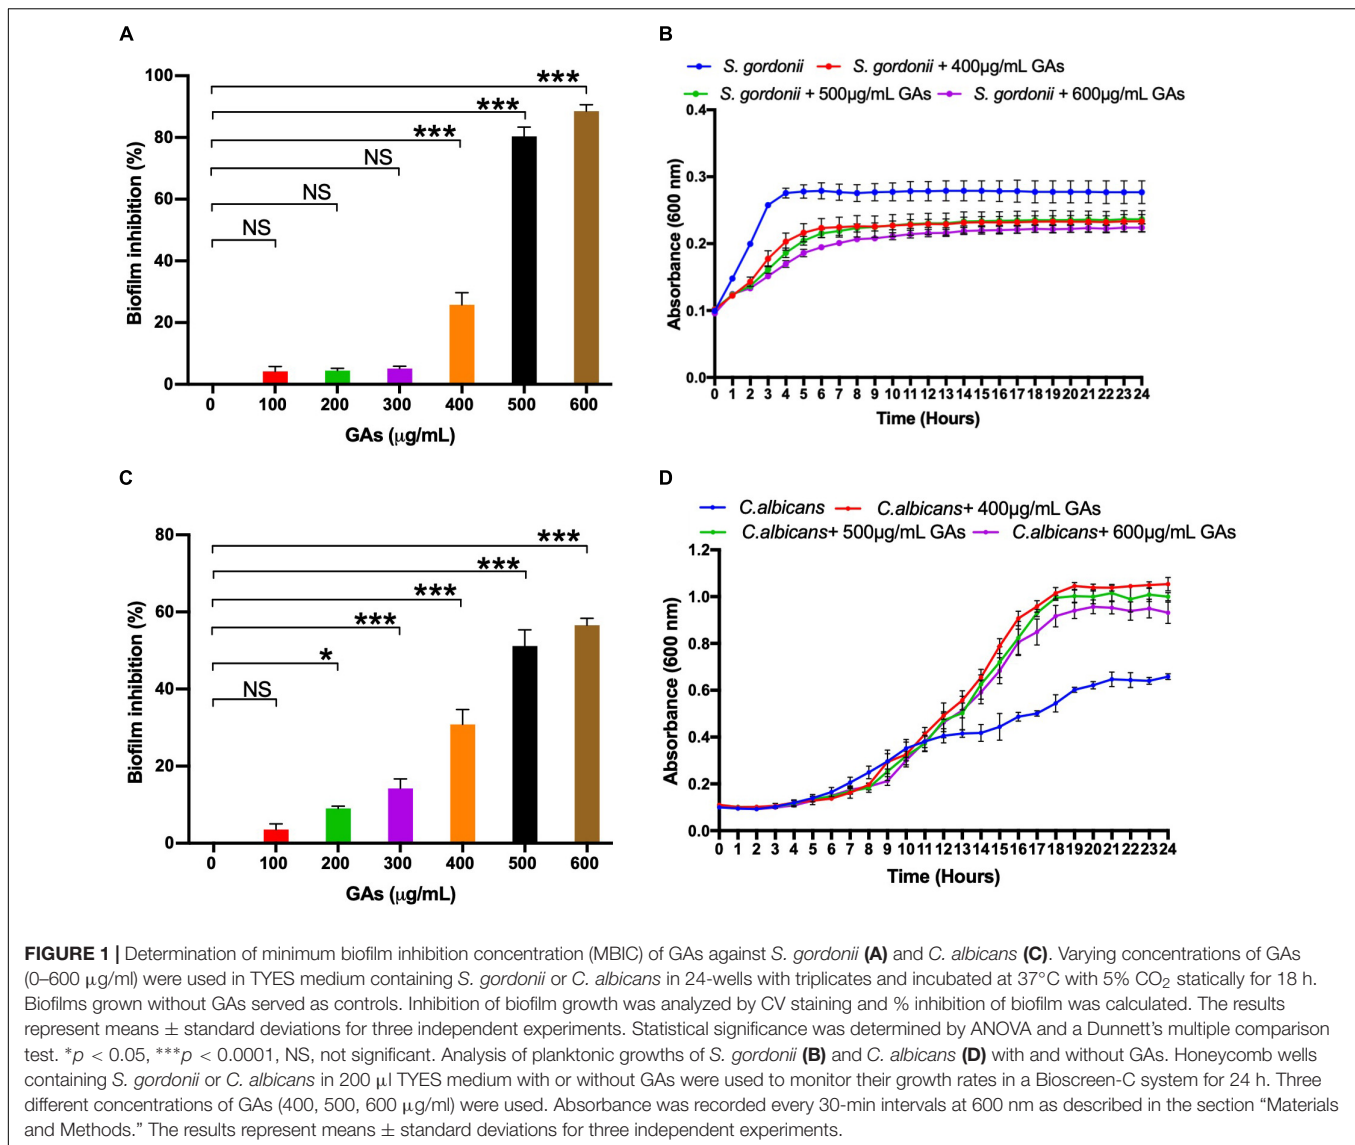 A
100
80
60
40
20
0
Biofilm inhibition (%)
***
***
***
NS
NS
NS
0 100 200 300 400 500 600
GAs (μg/mL)
B
S. gordonii
S. gordonii + 400μg/mL GAs
S. gordonii + 500μg/mL GAs
S. gordonii + 600μg/mL GAs
0.4
0.3
0.2
0.1
0.0
Absorbance (600 nm)
0 1 2 3 4 5 6 7 8 9 10 11 12 13 14 15 16 17 18 19 20 21 22 23 24
Time (Hours)
C
80
60
40
20
0
Biofilm inhibition (%)
***
***
***
***
*
NS
0 100 200 300 400 500 600
GAs (μg/mL)
D
C.albicans
C.albicans+ 400μg/mL GAs
C.albicans+ 500μg/mL GAs
C.albicans+ 600μg/mL GAs
1.2
1.0
0.8
0.6
0.4
0.2
0.0
Absorbance (600 nm)
0 1 2 3 4 5 6 7 8 9 10 11 12 13 14 15 16 17 18 19 20 21 22 23 24
Time (Hours)
FIGURE 1 | Determination of minimum biofilm inhibition concentration (MBIC) of GAs against S. gordonii (A) and C. albicans (C). Varying concentrations of GAs
(0–600 μg/ml) were used in TYES medium containing S. gordonii or C. albicans in 24-wells with triplicates and incubated at 37°C with 5% CO₂ statically for 18 h.
Biofilms grown without GAs served as controls. Inhibition of biofilm growth was analyzed by CV staining and % inhibition of biofilm was calculated. The results
represent means ± standard deviations for three independent experiments. Statistical significance was determined by ANOVA and a Dunnett's multiple comparison
test. *p < 0.05, ***p < 0.0001, NS, not significant. Analysis of planktonic growths of S. gordonii (B) and C. albicans (D) with and without GAs. Honeycomb wells
containing S. gordonii or C. albicans in 200 μl TYES medium with or without GAs were used to monitor their growth rates in a Bioscreen-C system for 24 h. Three
different concentrations of GAs (400, 500, 600 μg/ml) were used. Absorbance was recorded every 30-min intervals at 600 nm as described in the section “Materials
and Methods.” The results represent means ± standard deviations for three independent experiments.